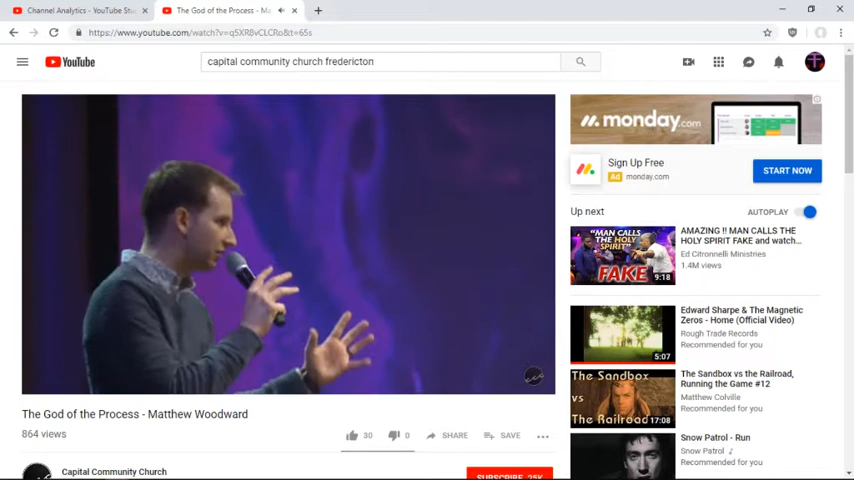 Channel Analytics - YouTube Stu
The God of the Process - Ma
https://www.youtube.com/watch?v=q5XR8vCLCRo&t=65s
YouTube
capital community church fredericton
monday.com
Sign Up Free
Ad monday.com
START NOW
Up next
AUTOPLAY
"MAN CALLS
THE HOLY
SPIRIT"
FAKE
9:18
AMAZING !! MAN CALLS THE
HOLY SPIRIT FAKE and watch...
Ed Citronnelli Ministries
1.4M views
5:07
Edward Sharpe & The Magnetic
Zeros - Home (Official Video)
Rough Trade Records
Recommended for you
The Sandbox
vs
The Railroad
17:08
The Sandbox vs the Railroad,
Running the Game #12
Matthew Colville
Recommended for you
Snow Patrol - Run
Snow Patrol
Recommended for you
The God of the Process - Matthew Woodward
864 views
30
0
SHARE
SAVE
Capital Community Church
SUBSCRIBE 25K